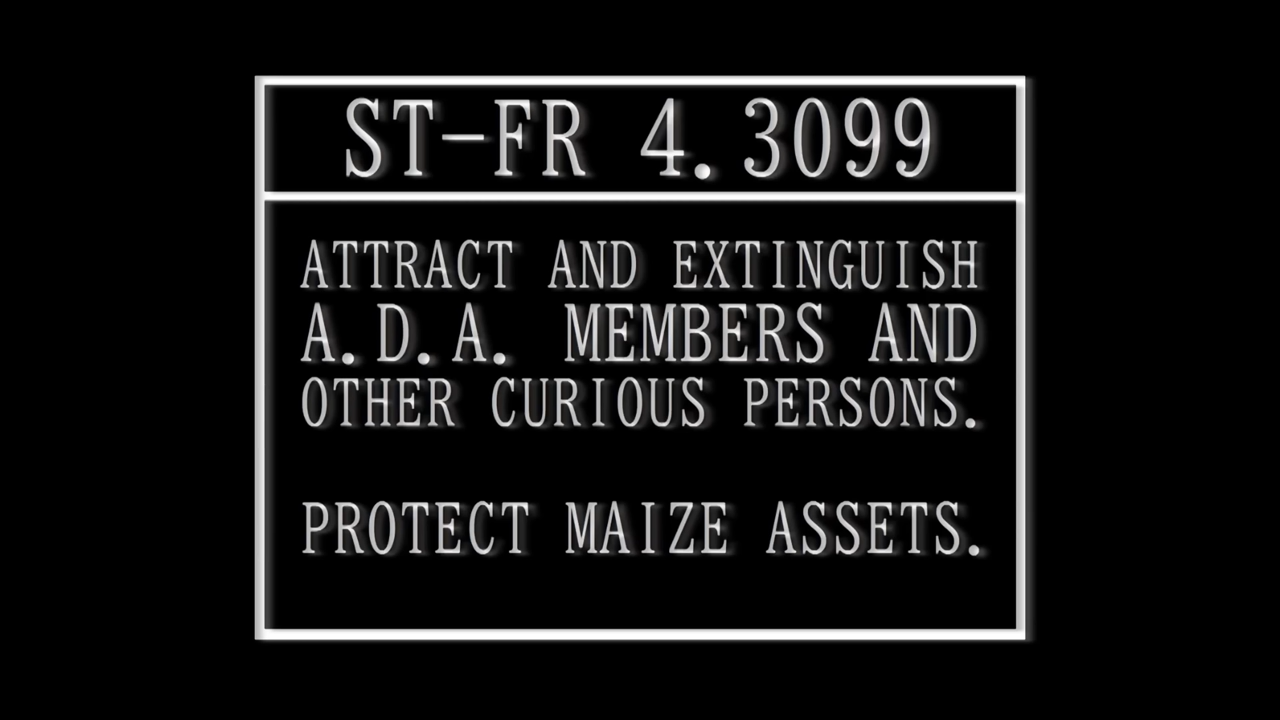 ST-FR 4.3099
ATTRACT AND EXTINGUISH
A.D.A. MEMBERS AND
OTHER CURIOUS PERSONS.
PROTECT MAIZE ASSETS.